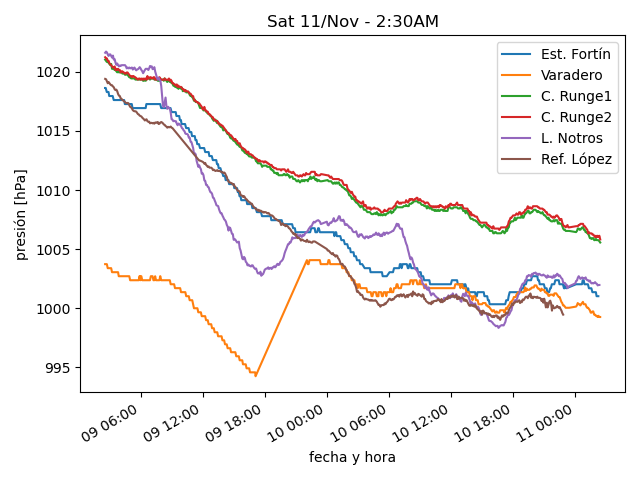 Sat 11/Nov - 2:30AM
presión [hPa]
1020
1015
1010
1005
1000
995
Est. Fortín
Varadero
C. Runge1
C. Runge2
L. Notros
Ref. López
09 06:00
09 12:00
09 18:00
10 00:00
10 06:00
10 12:00
10 18:00
11 00:00
fecha y hora